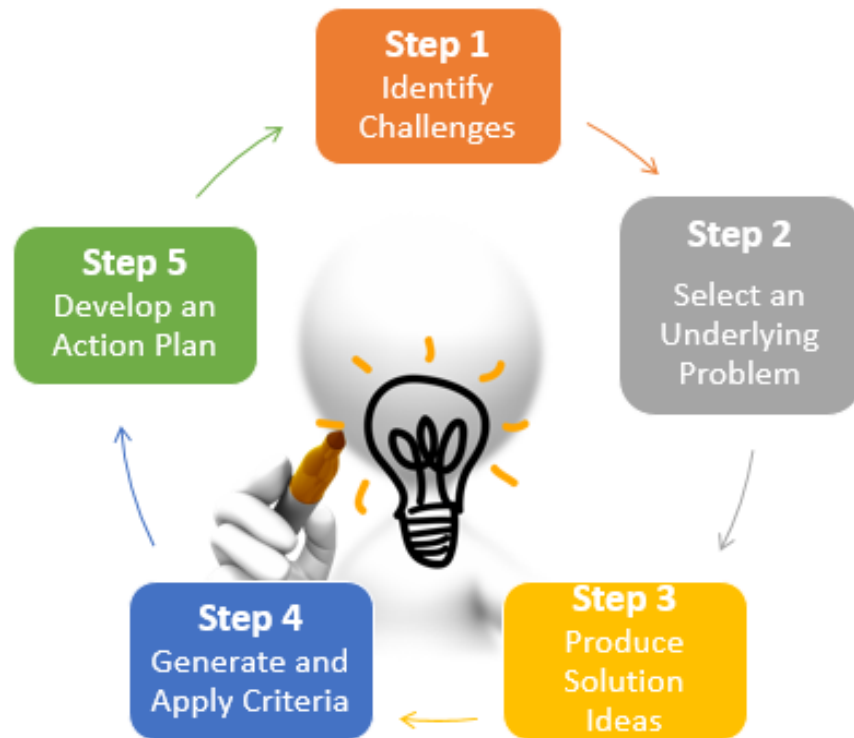 Step 1
Identify
Challenges
Step 2
Select an
Underlying
Problem
Step 3
Produce
Solution
Ideas
Step 4
Generate and
Apply Criteria
Step 5
Develop an
Action Plan